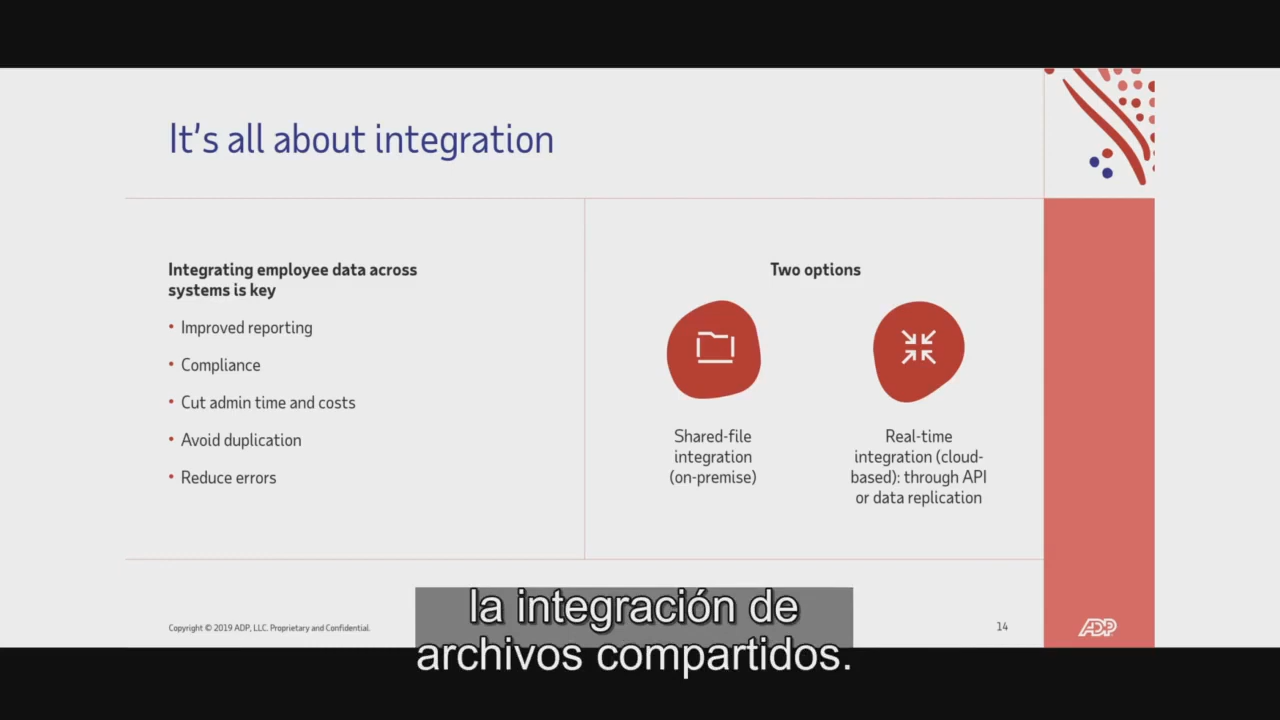 It's all about integration
Integrating employee data across
systems is key
• Improved reporting
• Compliance
• Cut admin time and costs
• Avoid duplication
• Reduce errors
Two options
Shared-file
integration
(on-premise)
Real-time
integration (cloud-
based): through API
or data replication
Copyright © 2019 ADP, LLC. Proprietary and Confidential.
14
ADP
la integración de
archivos compartidos.